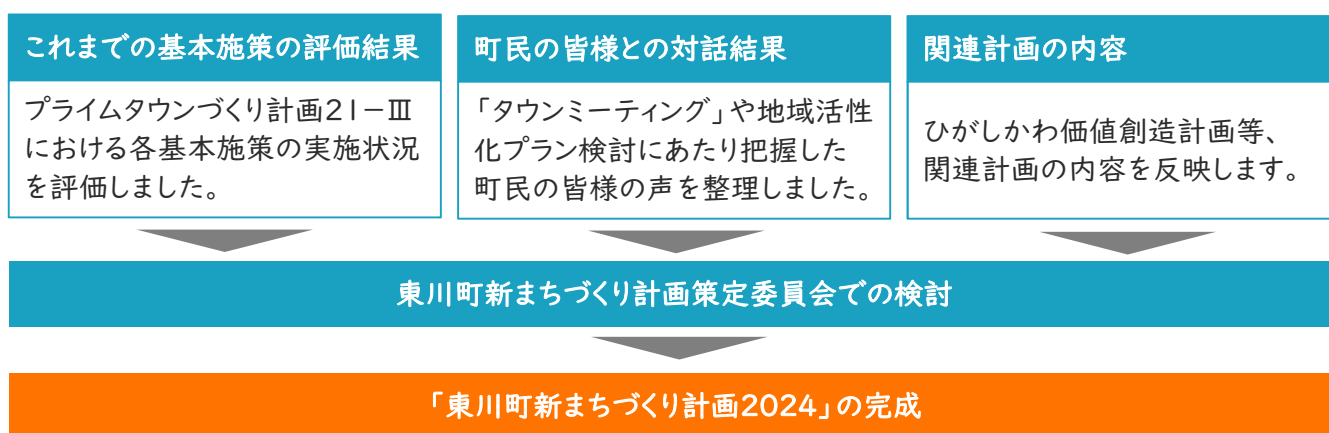 これまでの基本施策の評価結果
プライムタウンづくり計画21-Ⅲ
における各基本施策の実施状況
を評価しました。
町民の皆様との対話結果
「タウンミーティング」や地域活性
化プラン検討にあたり把握した
町民の皆様の声を整理しました。
関連計画の内容
ひがしかわ価値創造計画等、
関連計画の内容を反映します。
東川町新まちづくり計画策定委員会での検討
「東川町新まちづくり計画2024」の完成